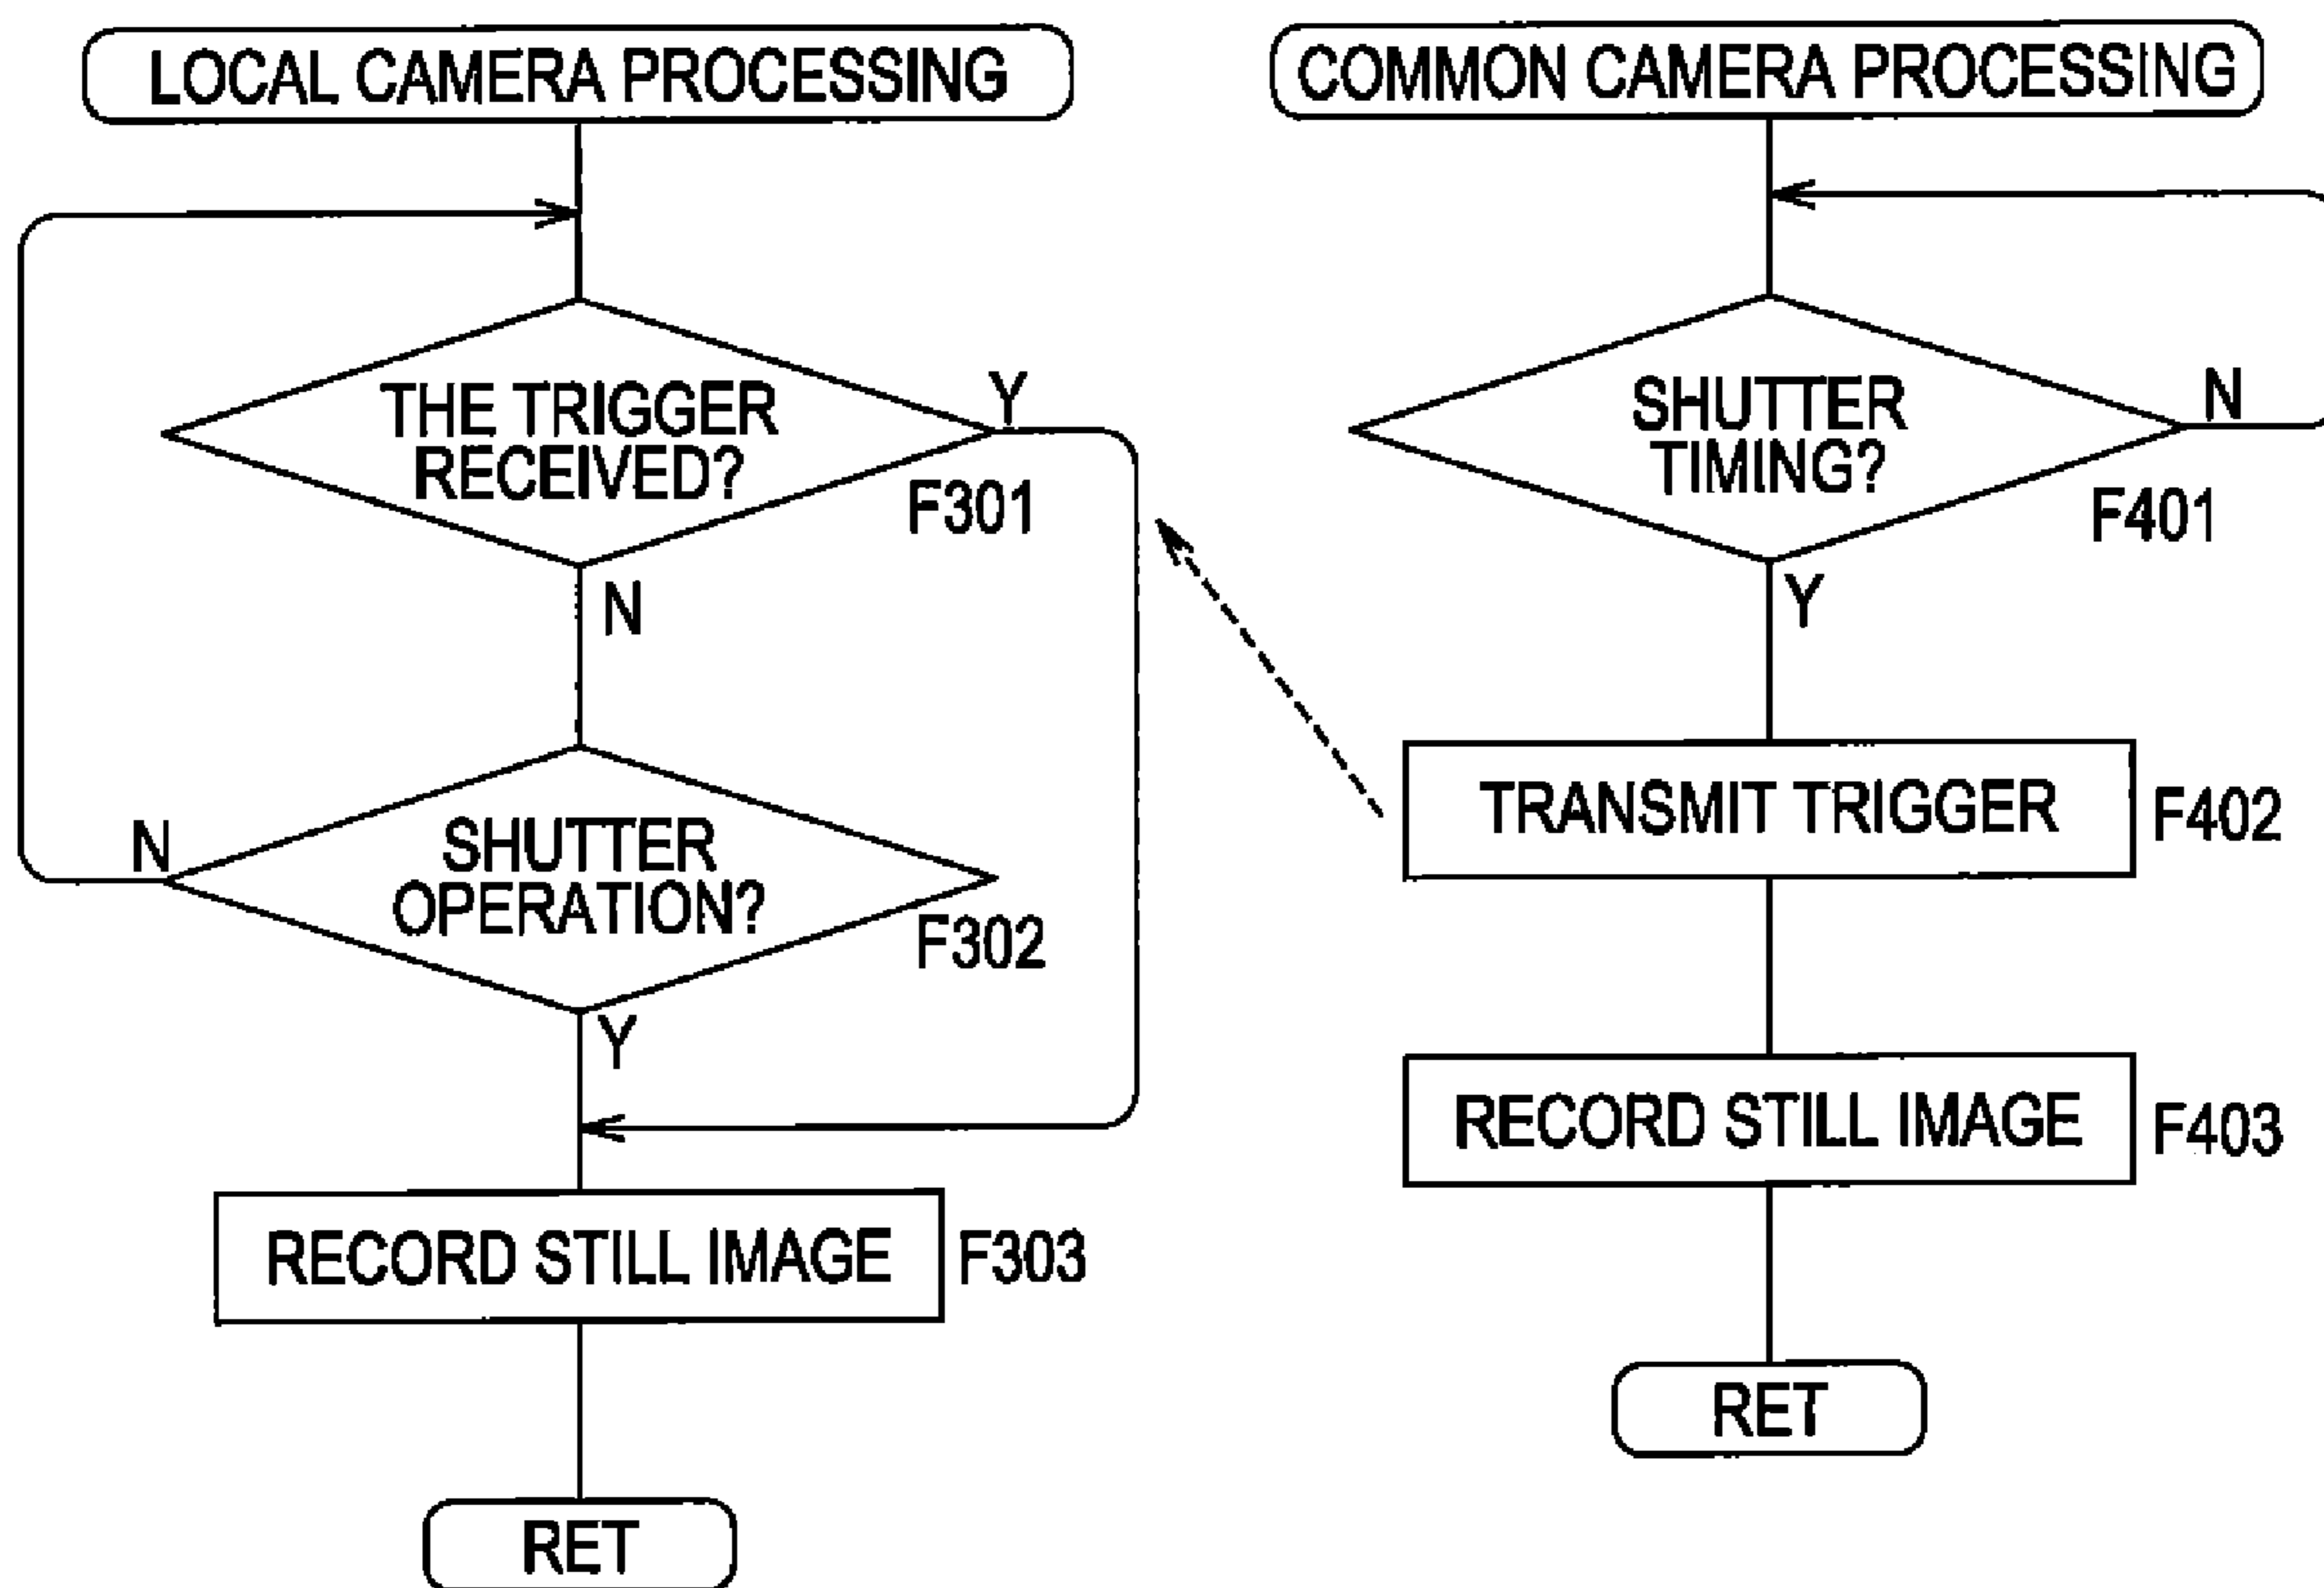 LOCAL CAMERA PROCESSING
THE TRIGGER
RECEIVED?
Y
F301
N
SHUTTER
OPERATION?
N
F302
Y
RECORD STILL IMAGE
F303
RET
COMMON CAMERA PROCESSING
SHUTTER
TIMING?
N
F401
Y
TRANSMIT TRIGGER
F402
RECORD STILL IMAGE
F403
RET